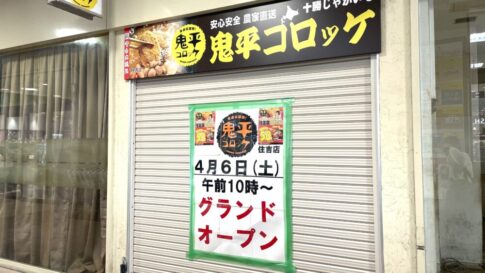 安心安全 農家直送
十勝じゃがいも
鬼平
コロッケ
鬼平コロッケ
鬼平
コロッケ
住吉店
4月6日(土)
午前10時~
グランド
オープン